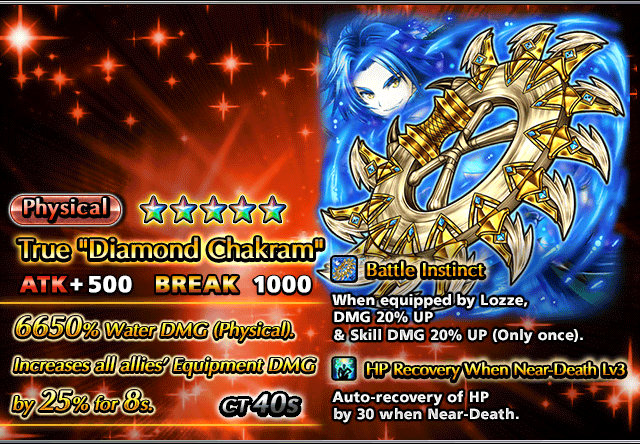 Physical
True "Diamond Chakram"
ATK+500 BREAK 1000
6650% Water DMG (Physical).
Increases all allies' Equipment DMG
by 25% for 8s.
CT 40s
Battle Instinct
When equipped by Lozze,
DMG 20% UP
& Skill DMG 20% UP (Only once).
HP Recovery When Near-Death Lv3
Auto-recovery of HP
by 30 when Near-Death.